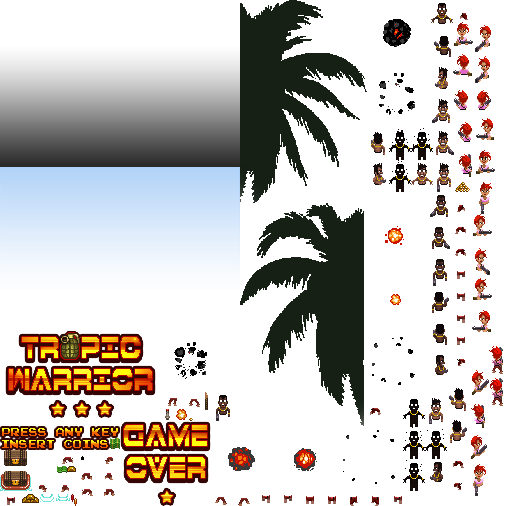 TROPIC
WARRIOR
PRESS ANY KEY
INSERT COINS
GAME
OVER